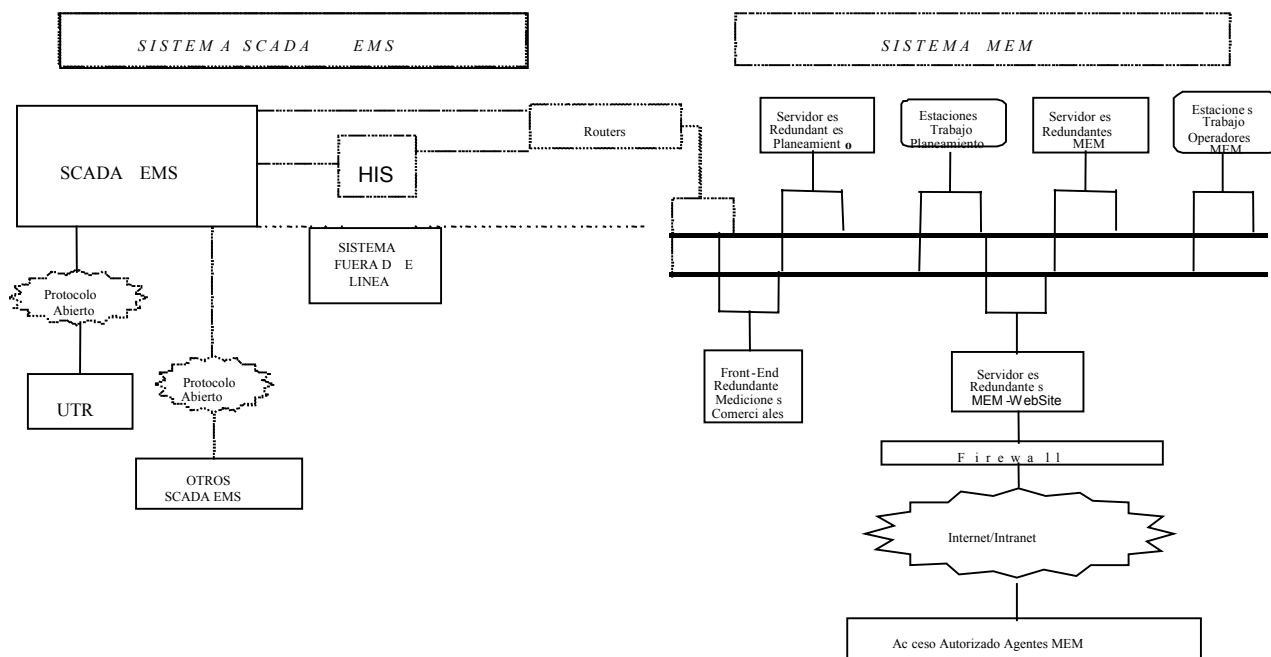 SISTEMA SCADA EMS
SISTEMA MEM
SCADA EMS
HIS
Routers
SISTEMA
FUERA D E
LINEA
Protocolo
Abierto
UTR
Protocolo
Abierto
OTROS
SCADA EMS
Servidor es
Redundant es
Planeamient o
Estaciones
Trabajo
Planeamiento
Servidor es
Redundantes
MEM
Estacione s
Trabajo
Operadores
MEM
Front-End
Redundante
Medicione s
Comerci ales
Servidor es
Redundante s
MEM -WebSite
F i r e w a l l
Internet/Intranet
Ac ceso Autorizado Agentes MEM